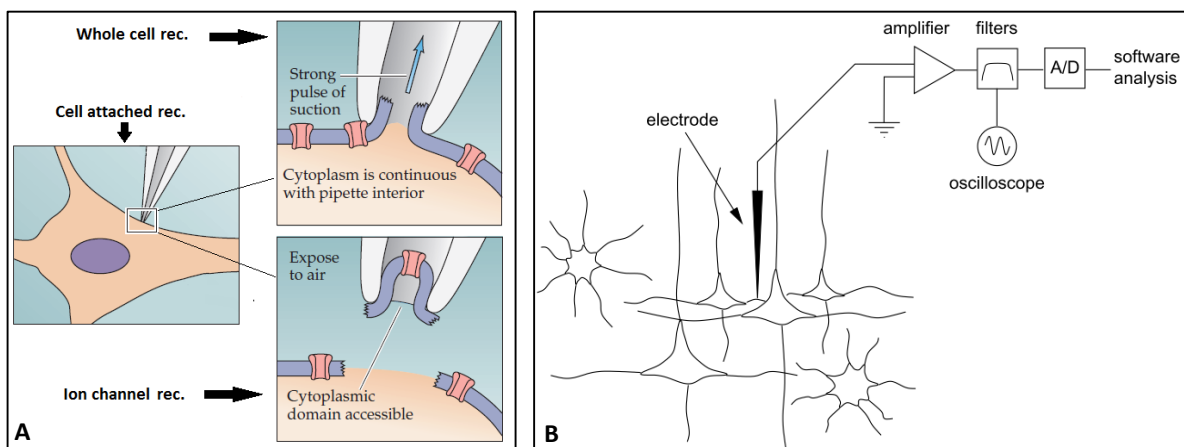 Whole cell rec.
Strong
pulse of
suction
Cell attached rec.
Cytoplasm is continuous
with pipette interior
Expose
to air
Ion channel rec.
Cytoplasmic
domain accessible
A
amplifier
filters
A/D
software
analysis
electrode
oscilloscope
B